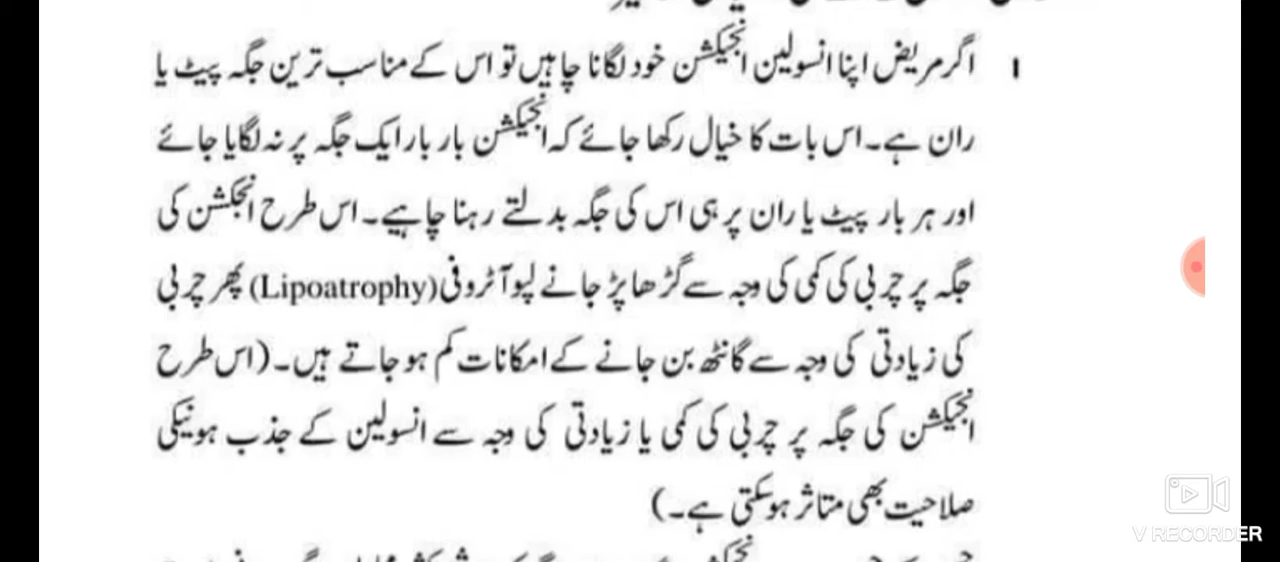 ۱ اگر مریض اپنا انسولین انجیکشن خود لگانا چاہیں تو اس کے مناسب ترین جگہ پیٹ یا
ران ہے۔ اس بات کا خیال رکھا جائے کہ انجیکشن بار بار ایک جگہ پر نہ لگایا جائے
اور ہر بار پیٹ یا ران پر ہی اس کی جگہ بدلتے رہنا چاہیے۔ اس طرح انجکشن کی
جگہ پر چربی کی کمی کی وجہ سے گڑھا پڑ جانے لپوآٹروفی (Lipoatrophy) پھر چربی
کی زیادتی کی وجہ سے گانٹھ بن جانے کے امکانات کم ہو جاتے ہیں۔ (اس طرح
انجیکشن کی جگہ پر چربی کی کمی یا زیادتی کی وجہ سے انسولین کے جذب ہونیکی
صلاحیت بھی متاثر ہو سکتی ہے۔)
V RECORDER